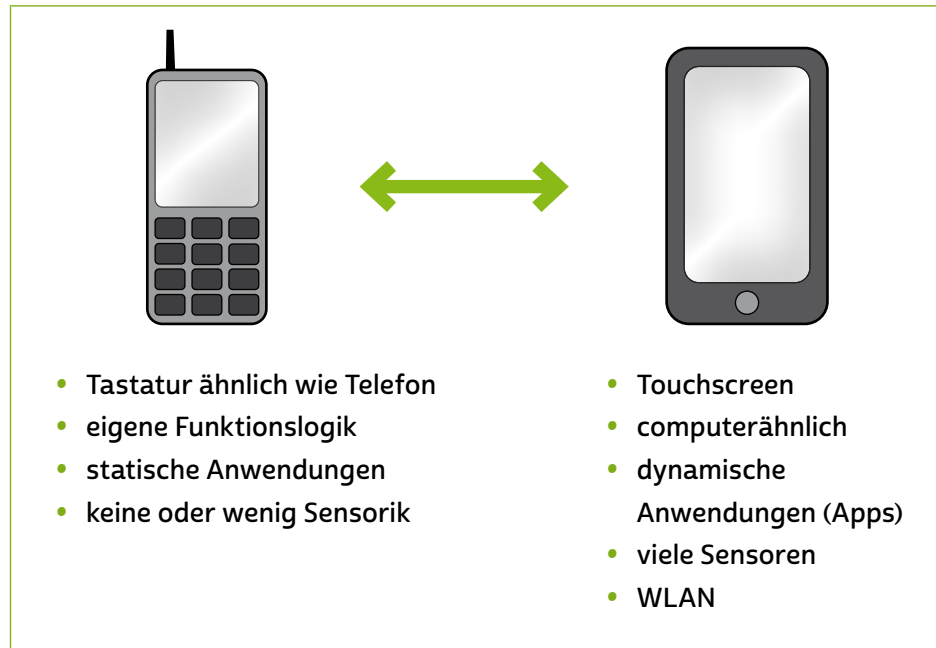 • Tastatur ähnlich wie Telefon
• eigene Funktionslogik
• statische Anwendungen
• keine oder wenig Sensorik
• Touchscreen
• computerähnlich
• dynamische
Anwendungen (Apps)
• viele Sensoren
• WLAN